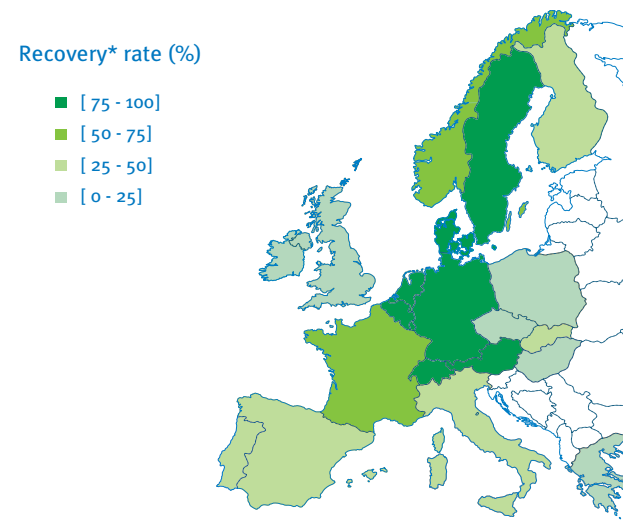 Recovery* rate (%)
[ 75 - 100]
[ 50 - 75]
[ 25 - 50]
[ 0 - 25]